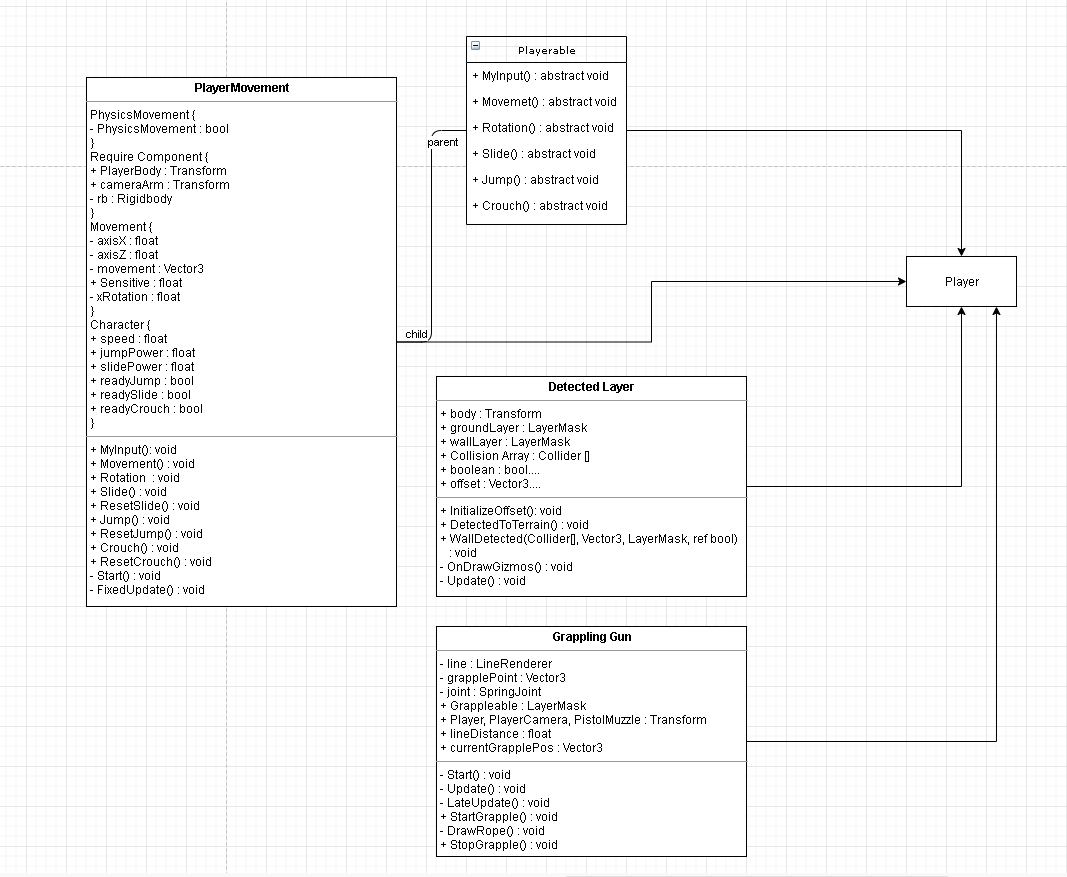 PlayerMovement
PhysicsMovement {
- PhysicsMovement : bool
}
Require Component {
+ PlayerBody : Transform
+ cameraArm : Transform
- rb : Rigidbody
}
Movement {
- axisX : float
- axisZ : float
- movement : Vector3
+ Sensitive : float
- xRotation : float
}
Character {
+ speed : float
+ jumpPower : float
+ slidePower : float
+ readyJump : bool
+ readySlide : bool
+ readyCrouch : bool
}
+ MyInput(): void
+ Movement() : void
+ Rotation  : void
+ Slide() : void
+ ResetSlide() : void
+ Jump() : void
+ ResetJump() : void
+ Crouch() : void
+ ResetCrouch() : void
- Start() : void
- FixedUpdate() : void
Playerable
+ MyInput() : abstract void
+ Movemet() : abstract void
+ Rotation() : abstract void
+ Slide() : abstract void
+ Jump() : abstract void
+ Crouch() : abstract void
parent
child
Player
Detected Layer
+ body : Transform
+ groundLayer : LayerMask
+ wallLayer : LayerMask
+ Collision Array : Collider []
+ boolean : bool....
+ offset : Vector3....
+ InitializeOffset(): void
+ DetectedToTerrain() : void
+ WallDetected(Collider[], Vector3, LayerMask, ref bool)
: void
- OnDrawGizmos() : void
- Update() : void
Grappling Gun
- line : LineRenderer
- grapplePoint : Vector3
- joint : SpringJoint
+ Grappleable : LayerMask
+ Player, PlayerCamera, PistolMuzzle : Transform
+ lineDistance : float
+ currentGrapplePos : Vector3
- Start() : void
- Update() : void
- LateUpdate() : void
+ StartGrapple() : void
- DrawRope() : void
+ StopGrapple() : void